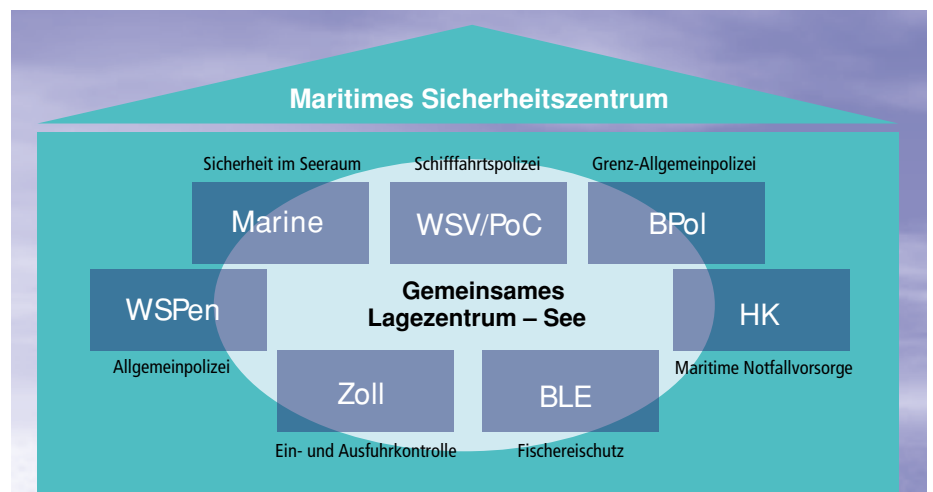 Maritimes Sicherheitszentrum
Sicherheit im Seeraum
Schifffahrtspolizei
Grenz-Allgemeinpolizei
Marine
WSV/PoC
BPol
WSPen
Gemeinsames
Lagezentrum – See
HK
Allgemeinpolizei
Maritime Notfallvorsorge
Zoll
BLE
Ein- und Ausfuhrkontrolle
Fischereischutz